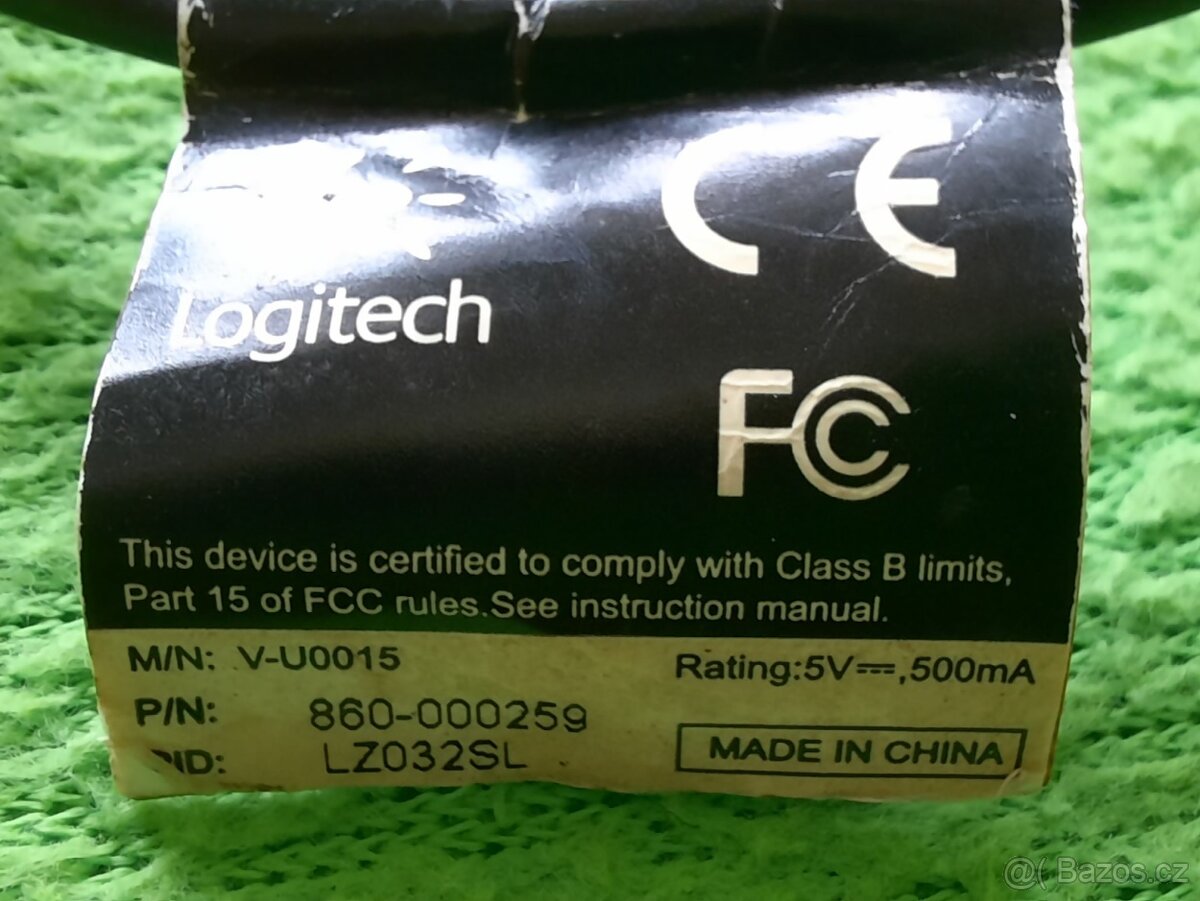 Logitech
CE
FC
This device is certified to comply with Class B limits,
Part 15 of FCC rules.See instruction manual.
M/N: V-U0015
Rating:5V⎓,500mA
P/N: 860-000259
PID: LZ032SL
MADE IN CHINA
@( Bazos.cz